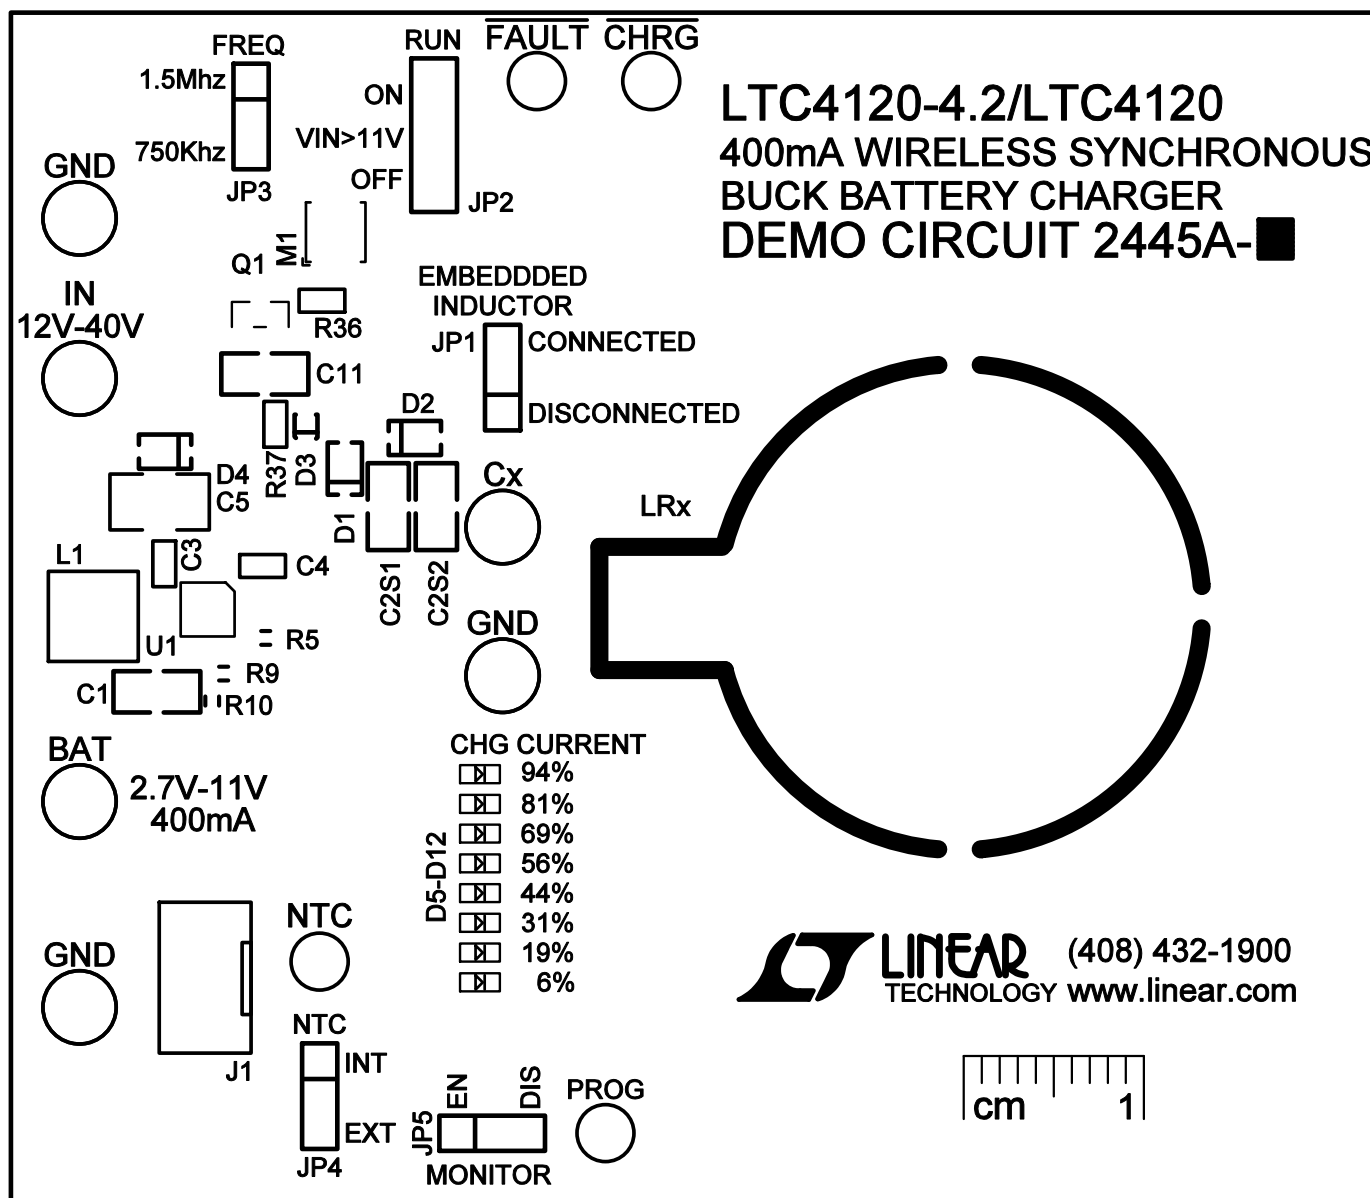 FREQ
1.5Mhz
750Khz
JP3
RUN
ON
VIN>11V
OFF
JP2
FAULT
CHRG
LTC4120-4.2/LTC4120
400mA WIRELESS SYNCHRONOUS
BUCK BATTERY CHARGER
DEMO CIRCUIT 2445A-
GND
IN
12V-40V
Q1
M1
R36
C11
EMBEDDDED
INDUCTOR
JP1
CONNECTED
DISCONNECTED
D2
R37
D3
D4
C5
D1
C2S1
C2S2
Cx
LRx
L1
C3
C4
U1
R5
R9
C1
R10
GND
BAT
2.7V-11V
400mA
CHG CURRENT
94%
81%
69%
56%
44%
31%
19%
6%
D5-D12
GND
J1
NTC
NTC
INT
EXT
JP4
JP5
EN
DIS
MONITOR
PROG
LINEAR
TECHNOLOGY
(408) 432-1900
www.linear.com
cm 1